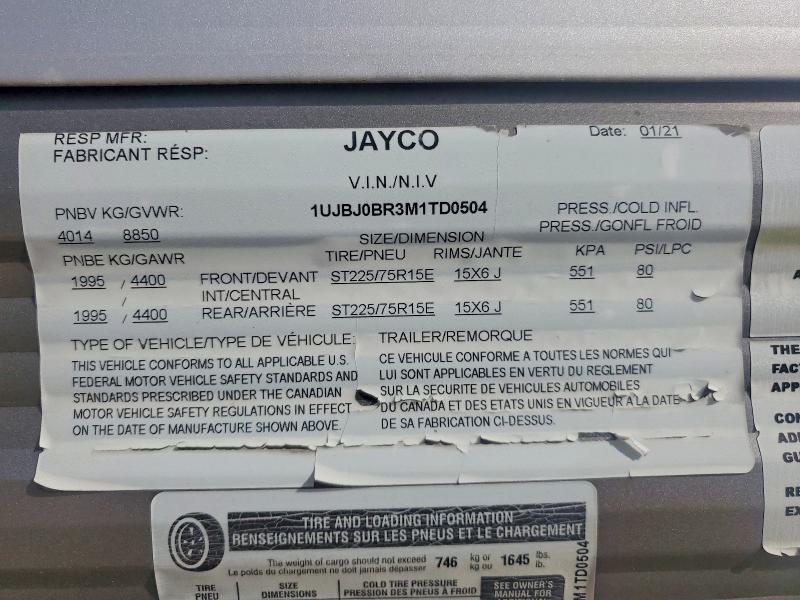 RESP MFR: JAYCO Date: 01/21
FABRICANT RÉSP:
V.I.N./N.I.V
PNBV KG/GVWR: 1UJBJ0BR3M1TD0504 PRESS./COLD INFL.
4014 8850 SIZE/DIMENSION PRESS./GONFL FROID
PNBE KG/GAWR TIRE/PNEU RIMS/JANTE KPA PSI/LPC
1995 / 4400 FRONT/DEVANT ST225/75R15E 15X6 J 551 80
/ INT/CENTRAL
1995 / 4400 REAR/ARRIÈRE ST225/75R15E 15X6 J 551 80
TYPE OF VEHICLE/TYPE DE VÉHICULE: TRAILER/REMORQUE
THIS VEHICLE CONFORMS TO ALL APPLICABLE U.S.
FEDERAL MOTOR VEHICLE SAFETY STANDARDS AND
STANDARDS PRESCRIBED UNDER THE CANADIAN
MOTOR VEHICLE SAFETY REGULATIONS IN EFFECT
ON THE DATE OF MANUFACTURE SHOWN ABOVE.
CE VEHICULE CONFORME A TOUTES LES NORMES QUI
LUI SONT APPLICABLES EN VERTU DU REGLEMENT
SUR LA SECURITE DE VEHICULES AUTOMOBILES
DU CANADA ET DES ETATS UNIS EN VIGUEUR A LA DATE
DE SA FABRICATION CI-DESSUS.
TIRE AND LOADING INFORMATION
RENSEIGNEMENTS SUR LES PNEUS ET LE CHARGEMENT
The weight of cargo should not exceed 746 kg or 1645 lbs.
Le poids du chargement ne doit jamais dépasser kg ou lb.
TIRE SIZE COLD TIRE PRESSURE SEE OWNER'S
PNEU DIMENSIONS PRESSION DES PNEUS À FROID MANUAL FOR
M1TD0504
THE
FACT
APP
CON
ADD
GU
RE
EX